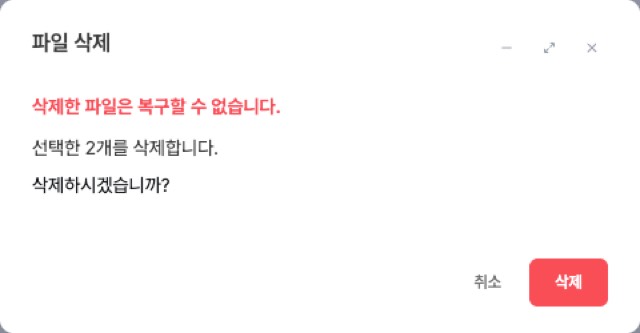 파일 삭제
삭제한 파일은 복구할 수 없습니다.
선택한 2개를 삭제합니다.
삭제하시겠습니까?
취소
삭제